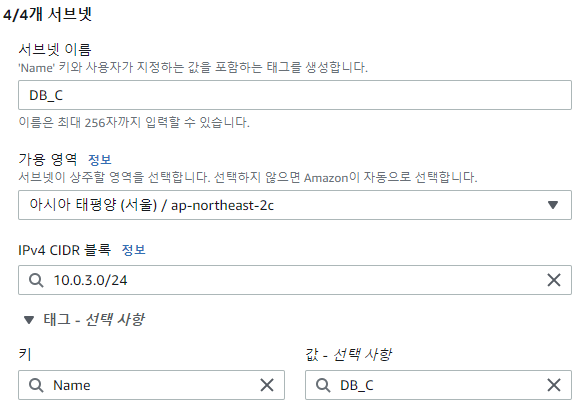 4/4개 서브넷
서브넷 이름
'Name' 키와 사용자가 지정하는 값을 포함하는 태그를 생성합니다.
DB_C
이름은 최대 256자까지 입력할 수 있습니다.
가용 영역 정보
서브넷이 상주할 영역을 선택합니다. 선택하지 않으면 Amazon이 자동으로 선택합니다.
아시아 태평양 (서울) / ap-northeast-2c
IPv4 CIDR 블록 정보
10.0.3.0/24
태그 - 선택 사항
키 값 - 선택 사항
Name DB_C